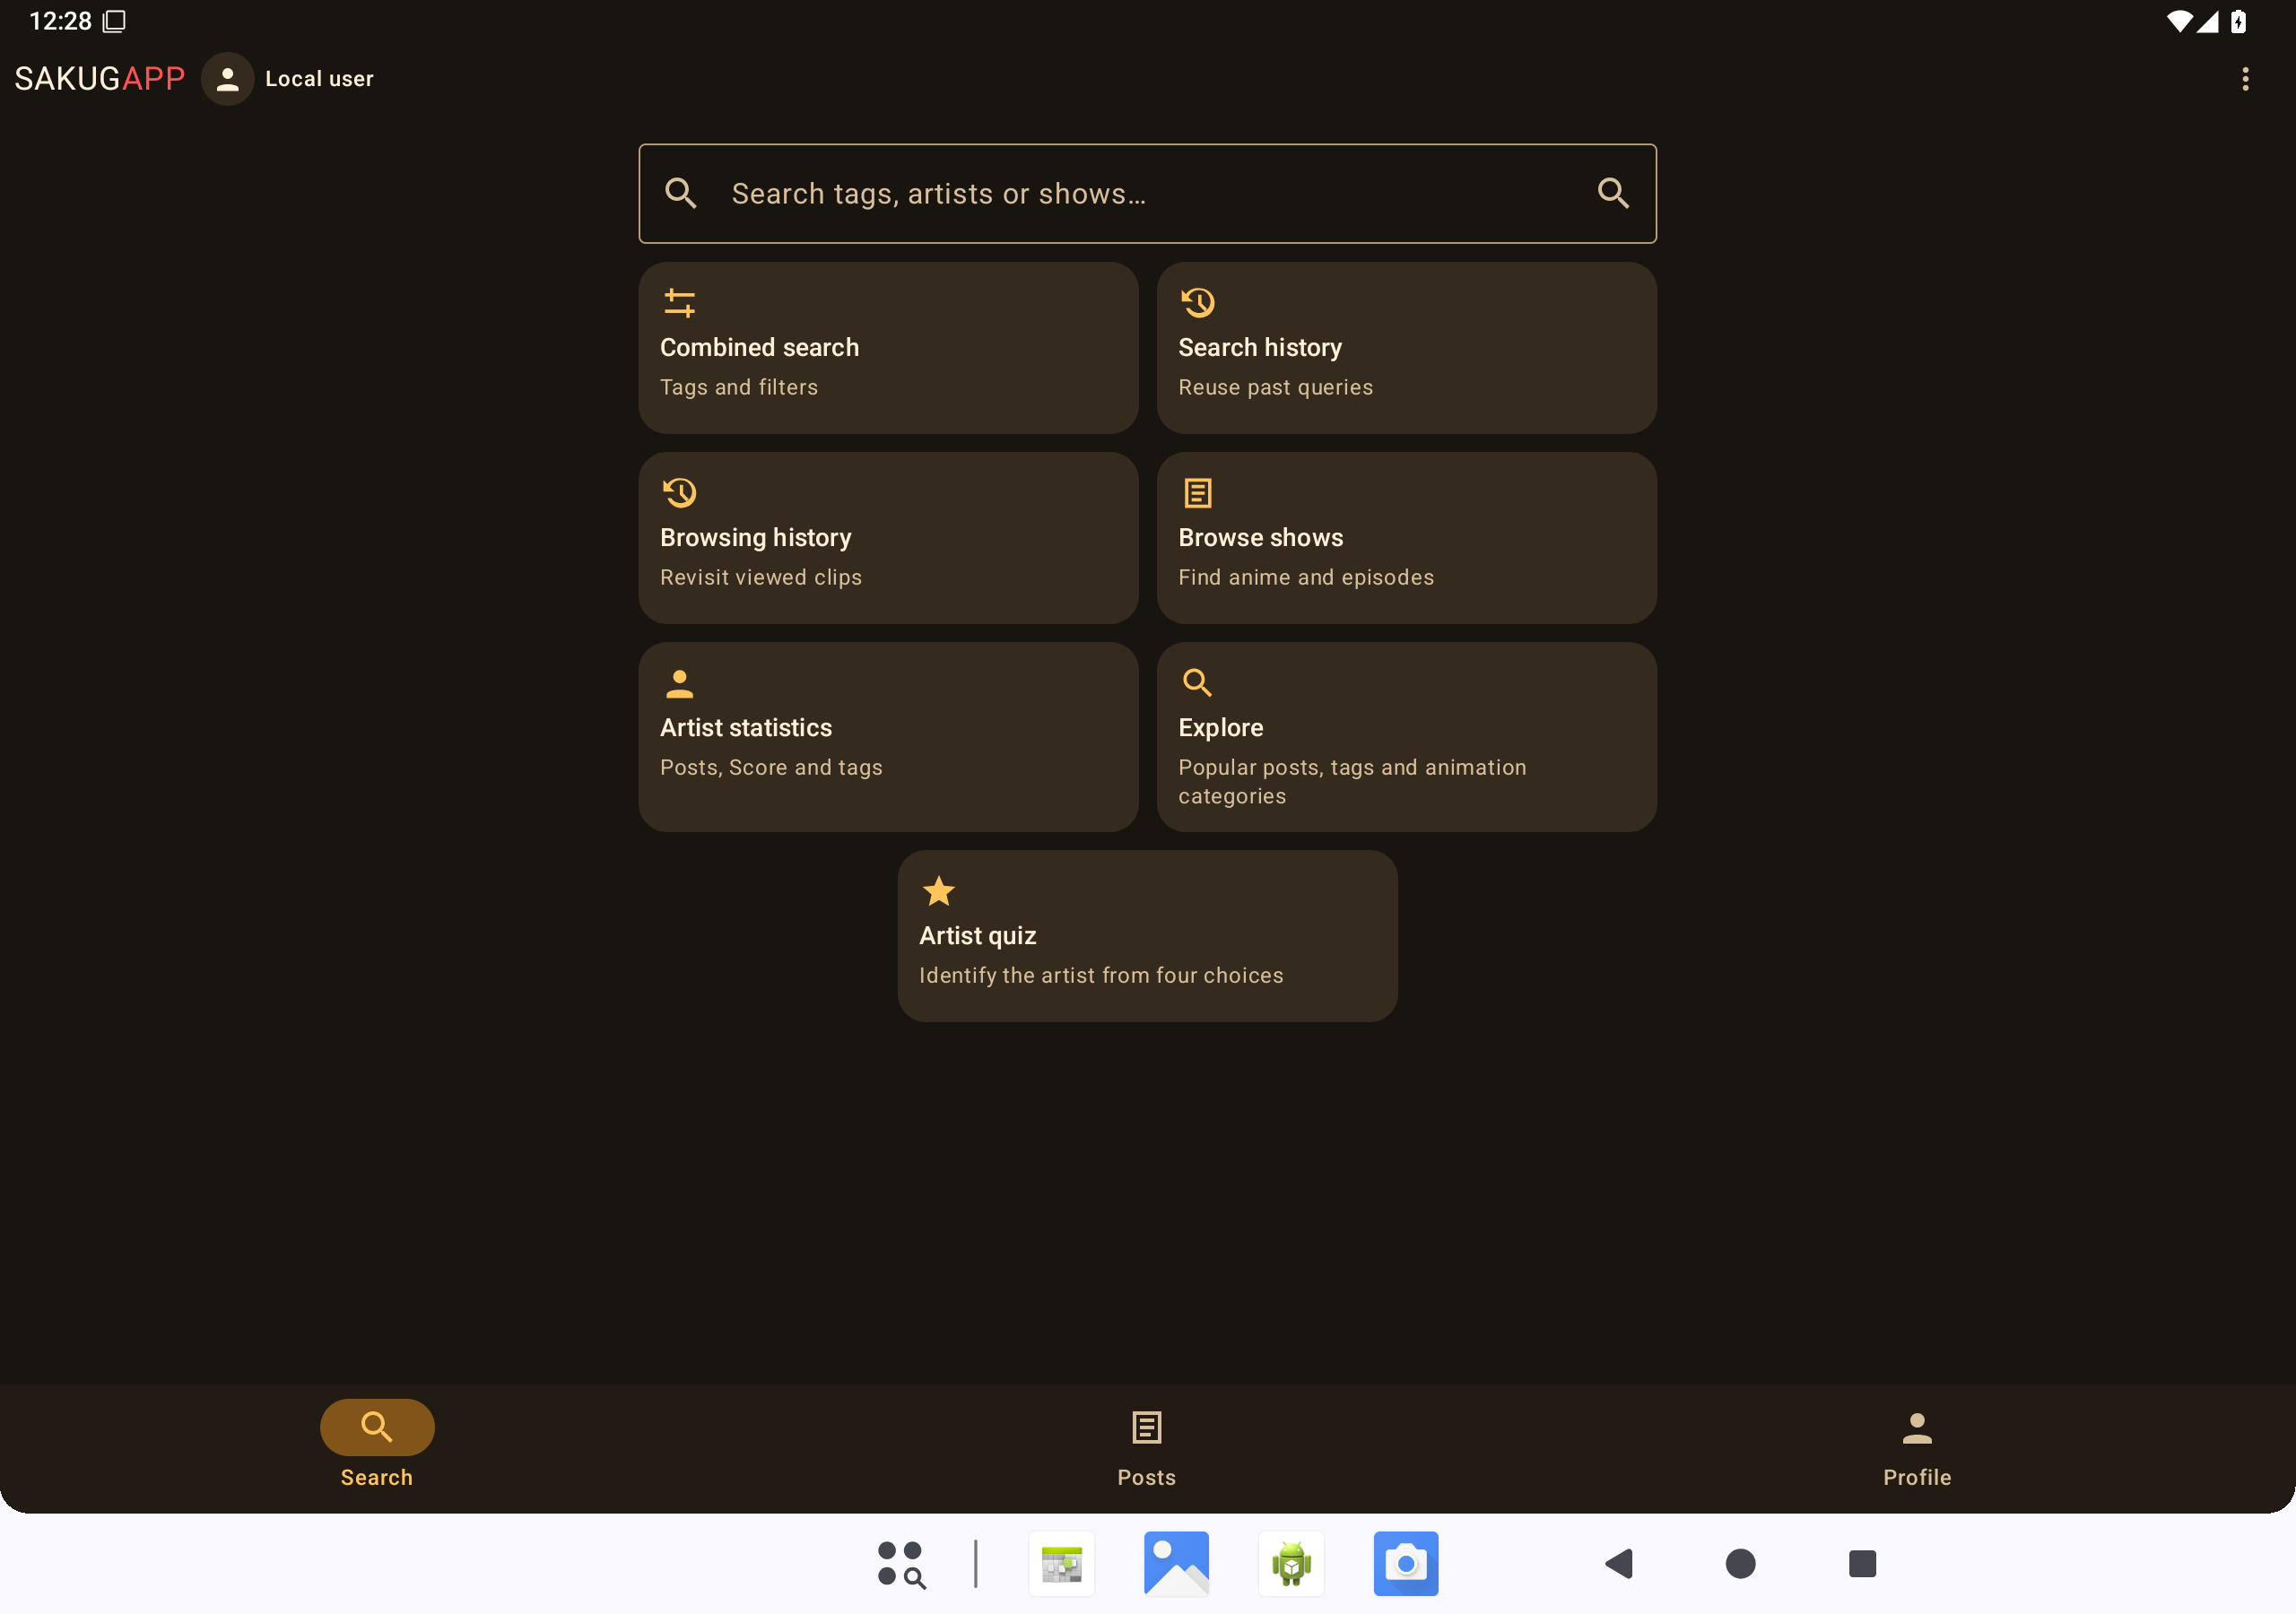 12:28
SAKUGAPP Local user
Search tags, artists or shows…
Combined search
Tags and filters
Search history
Reuse past queries
Browsing history
Revisit viewed clips
Browse shows
Find anime and episodes
Artist statistics
Posts, Score and tags
Explore
Popular posts, tags and animation
categories
Artist quiz
Identify the artist from four choices
Search
Posts
Profile